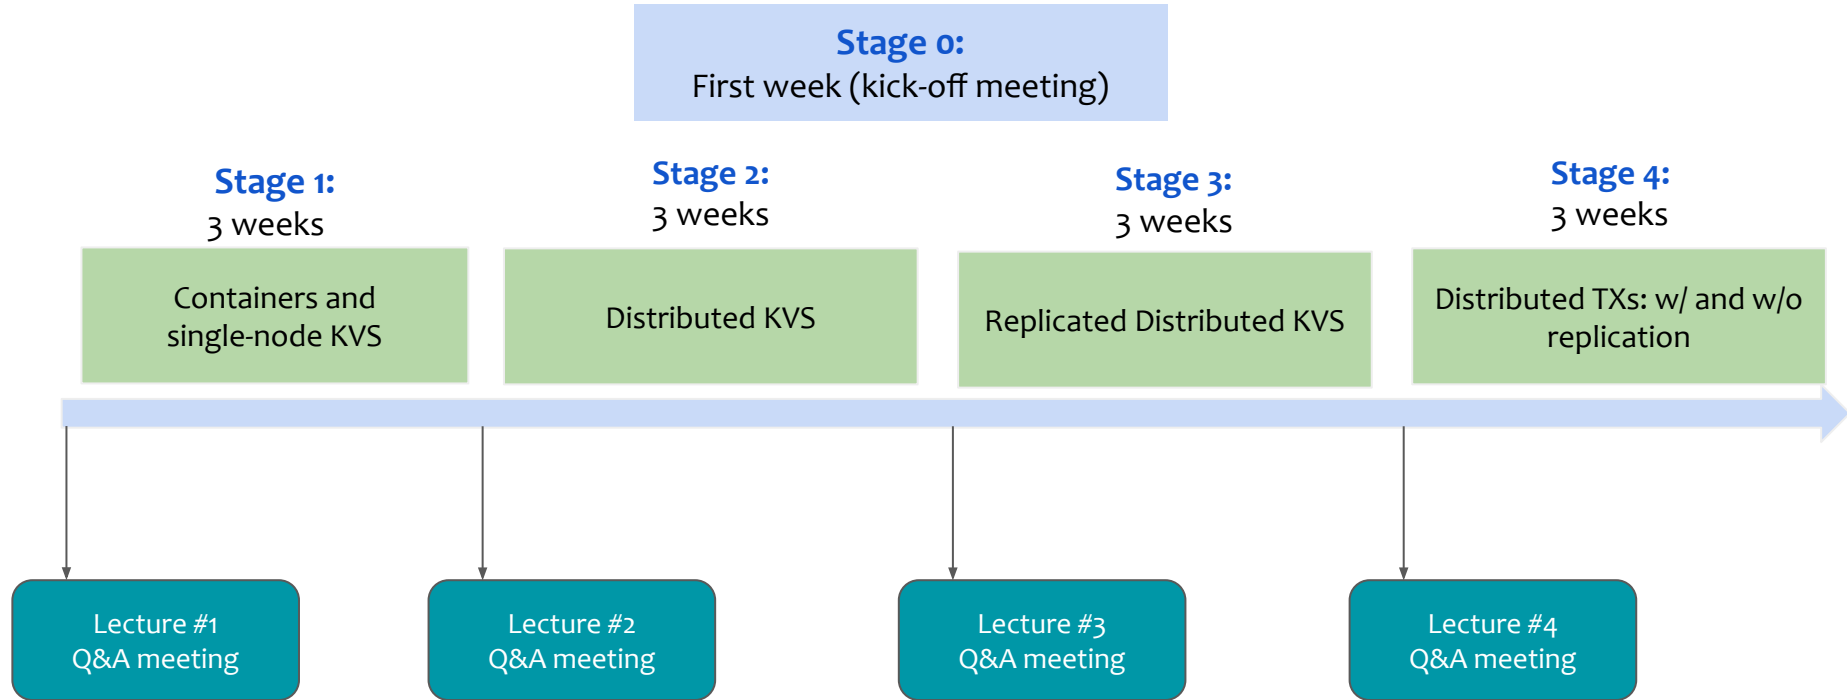 Stage 0:
First week (kick-off meeting)
Stage 1:
3 weeks
Containers and
single-node KVS
Stage 2:
3 weeks
Distributed KVS
Stage 3:
3 weeks
Replicated Distributed KVS
Stage 4:
3 weeks
Distributed TXs: w/ and w/o
replication
Lecture #1
Q&A meeting
Lecture #2
Q&A meeting
Lecture #3
Q&A meeting
Lecture #4
Q&A meeting